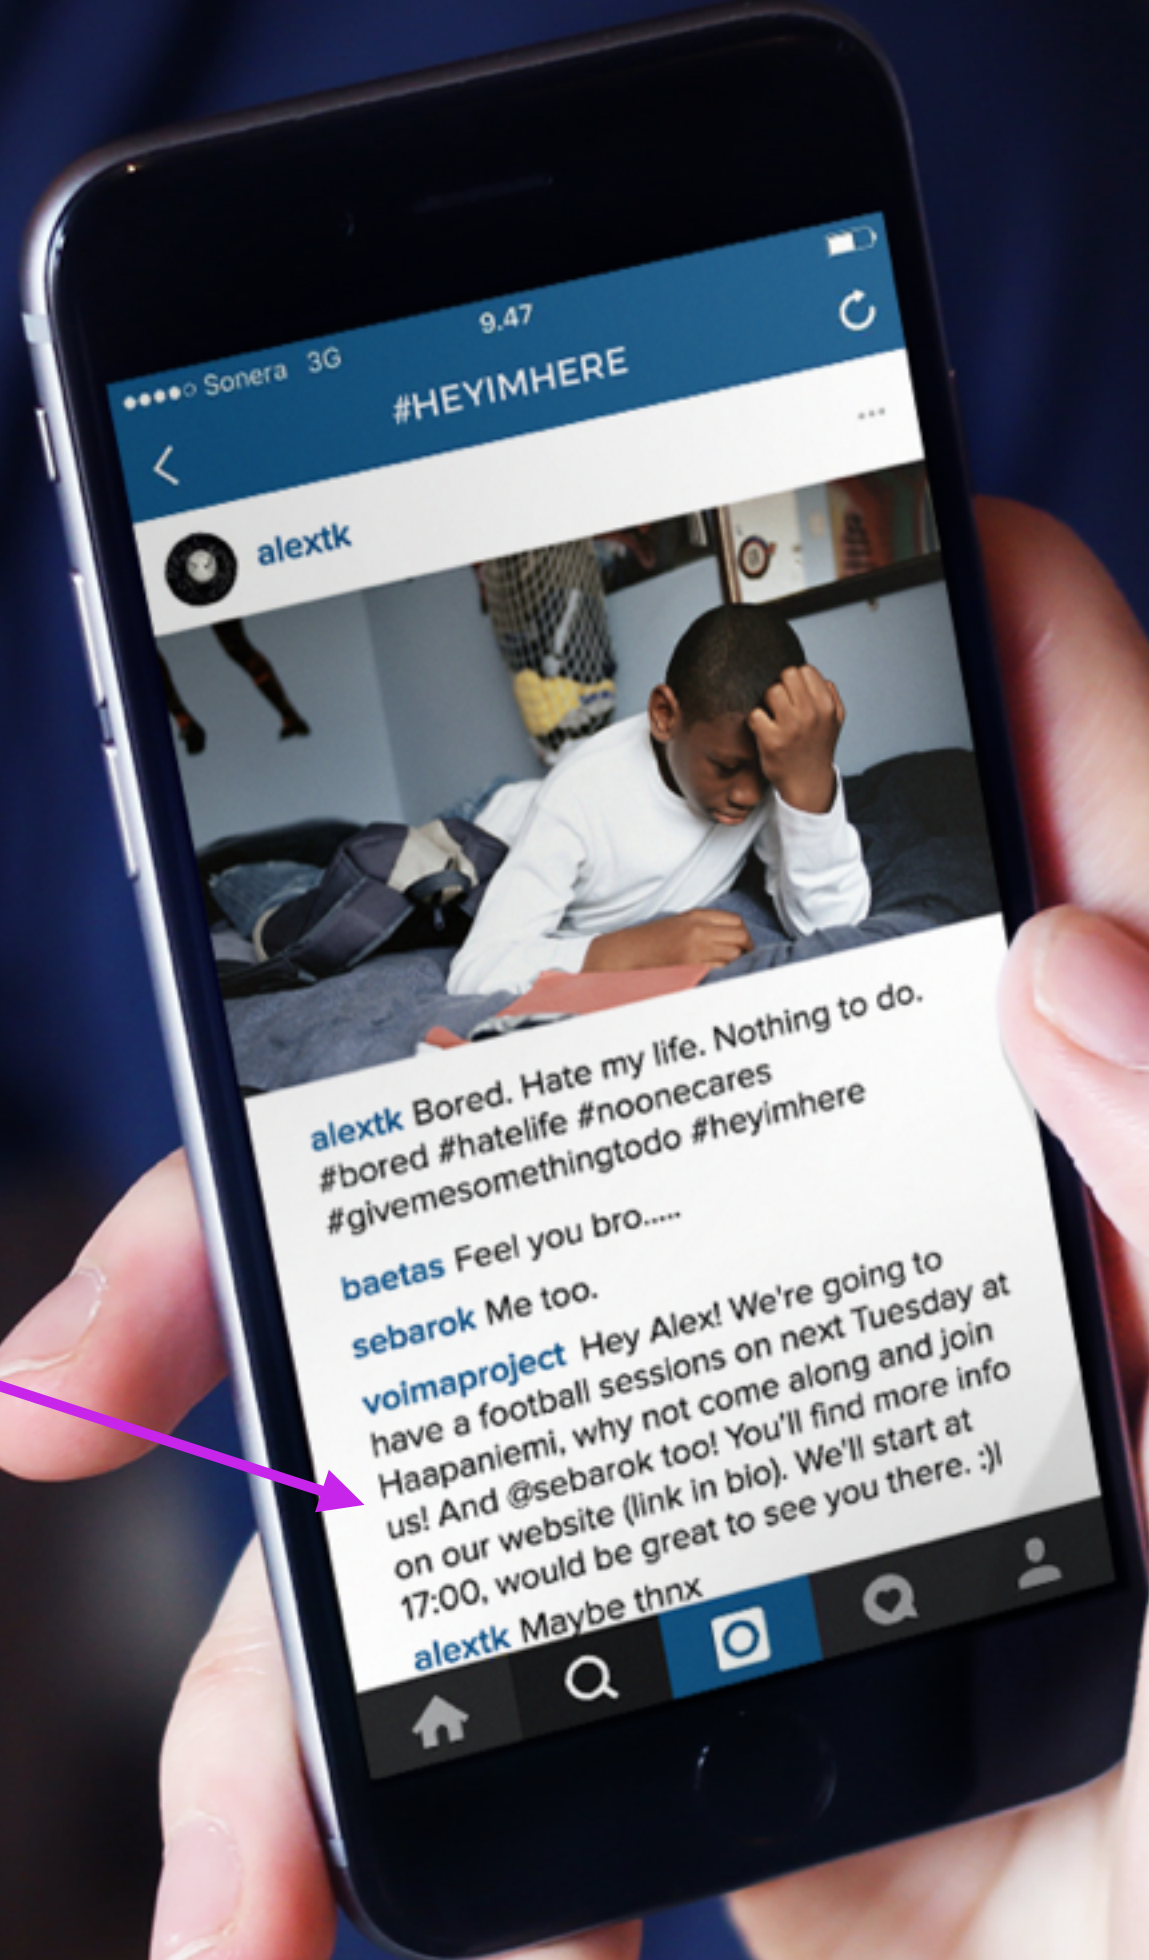 Sonera 3G 9.47
#HEYIMHERE
alextk
alextk Bored. Hate my life. Nothing to do.
#bored #hatelife #noonecares
#givemesomethingtodo #heyimhere
baetas Feel you bro.....
sebarok Me too.
voimaproject Hey Alex! We're going to
have a football sessions on next Tuesday at
Haapaniemi, why not come along and join
us! And @sebarok too! You'll find more info
on our website (link in bio). We'll start at
17:00, would be great to see you there. :)l
alextk Maybe thnx